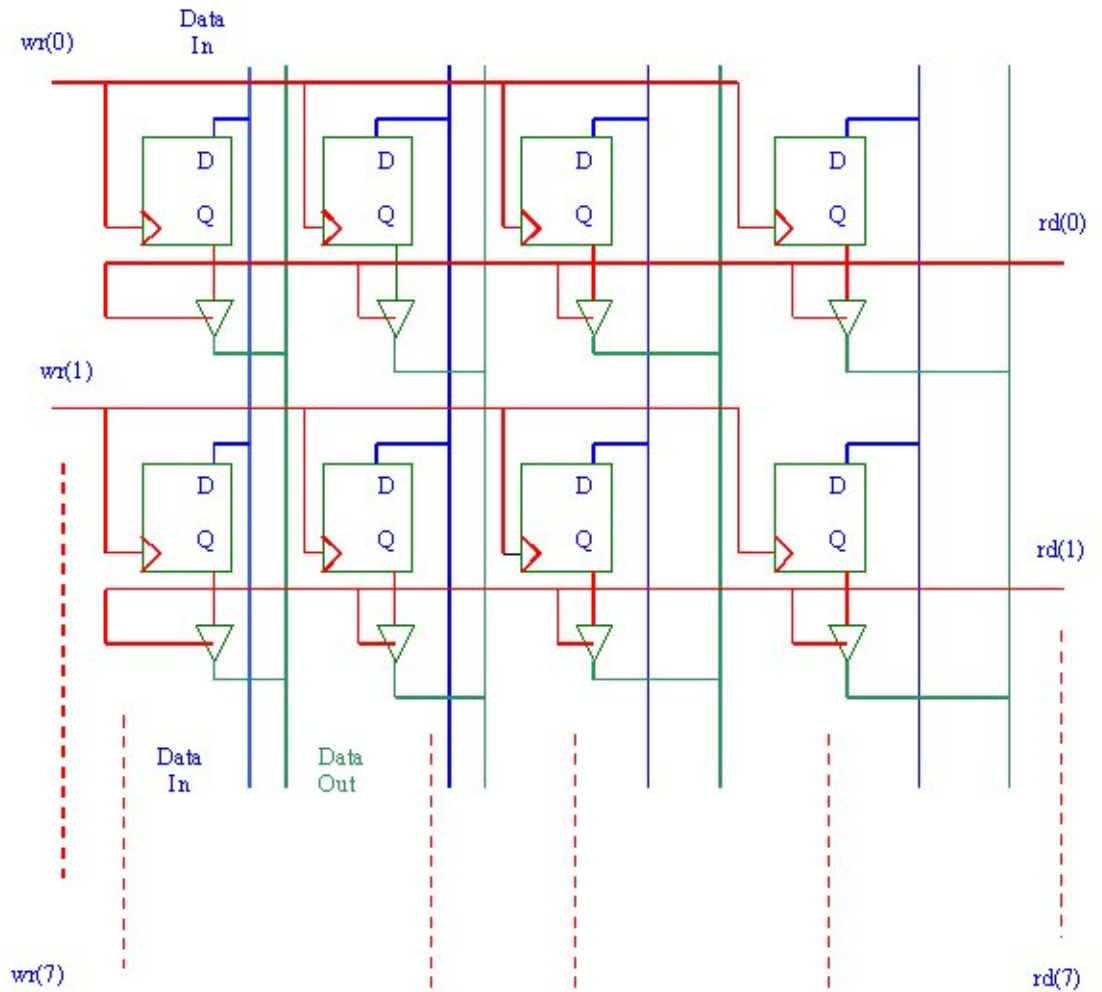 Data
In
wr(0)
D D D D
Q Q Q Q
rd(0)
wr(1)
D D D D
Q Q Q Q
rd(1)
Data
In
Data
Out
wr(7)
rd(7)